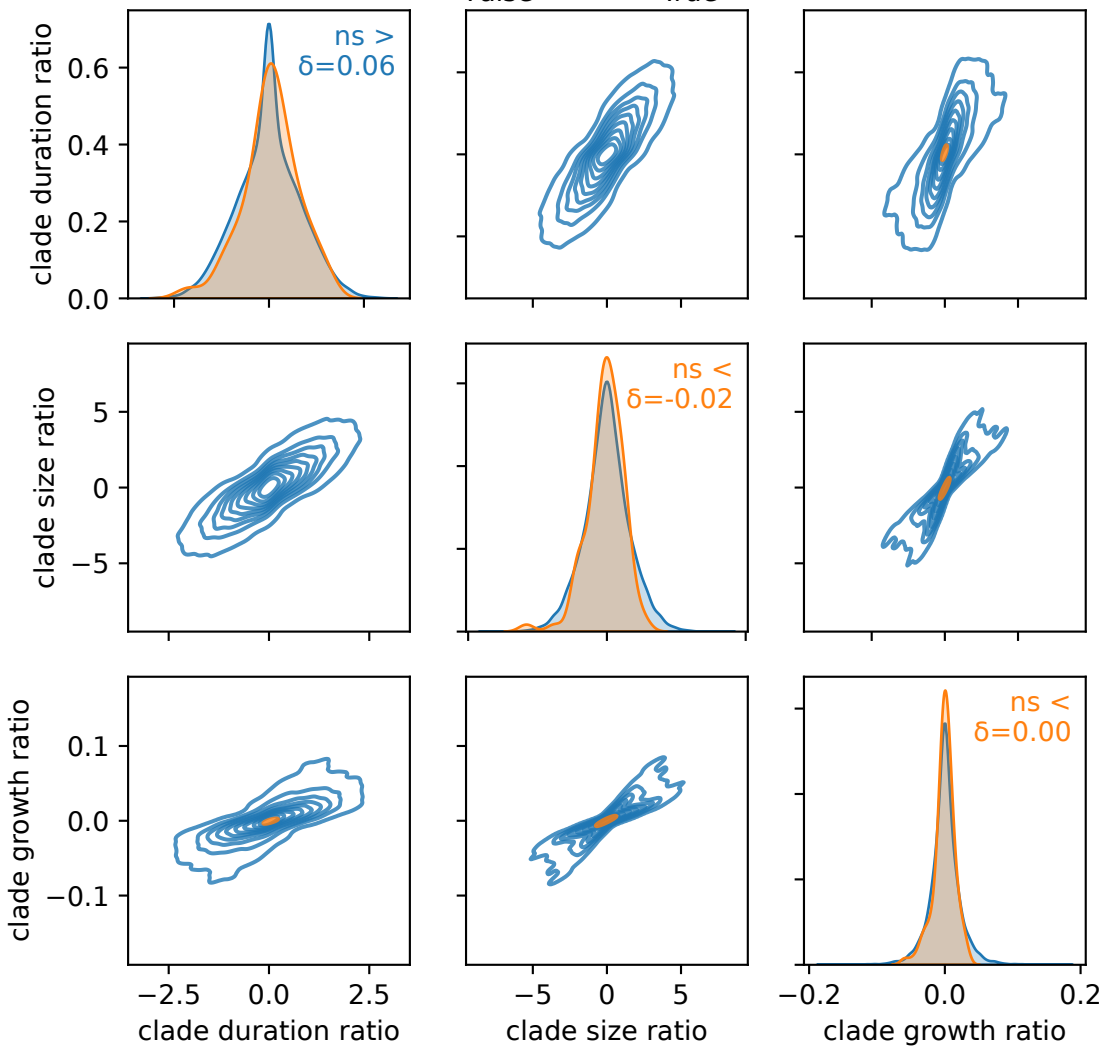 clade duration ratio
0.6
0.4
0.2
0.0
ns >
δ=0.06
clade size ratio
5
0
−5
ns <
δ=-0.02
clade growth ratio
0.1
0.0
−0.1
ns <
δ=0.00
−2.5 0.0 2.5
−5 0 5
−0.2 0.0 0.2
clade duration ratio
clade size ratio
clade growth ratio